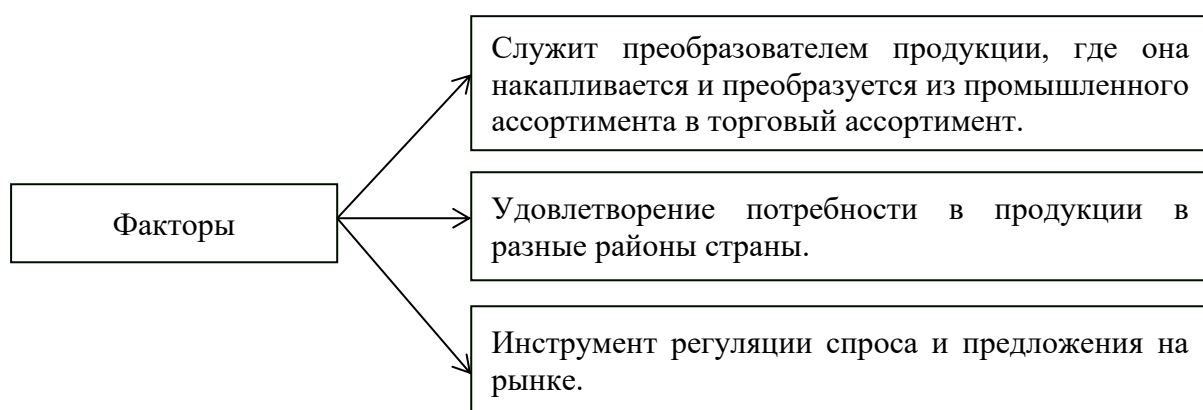 Служит преобразователем продукции, где она
накапливается и преобразуется из промышленного
ассортимента в торговый ассортимент.
Факторы
Удовлетворение потребности в продукции в
разные районы страны.
Инструмент регуляции спроса и предложения на
рынке.